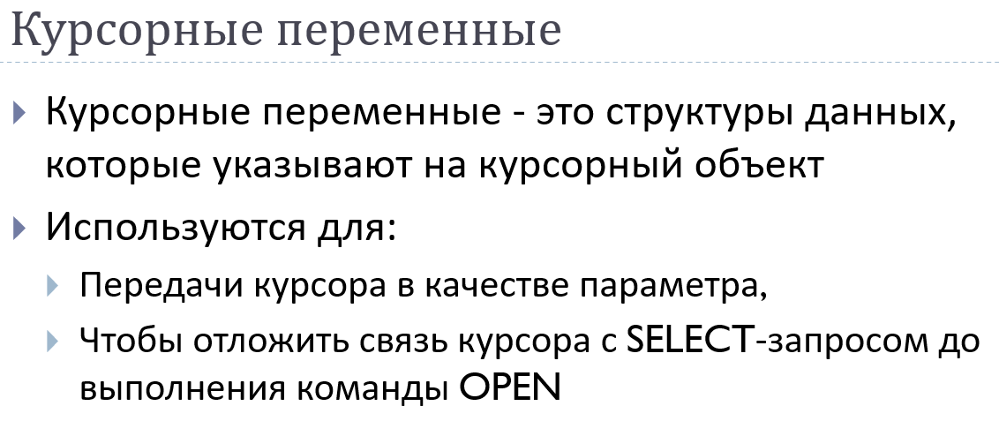 Курсорные переменные
Курсорные переменные - это структуры данных,
которые указывают на курсорный объект
Используются для:
Передачи курсора в качестве параметра,
Чтобы отложить связь курсора с SELECT-запросом до
выполнения команды OPEN